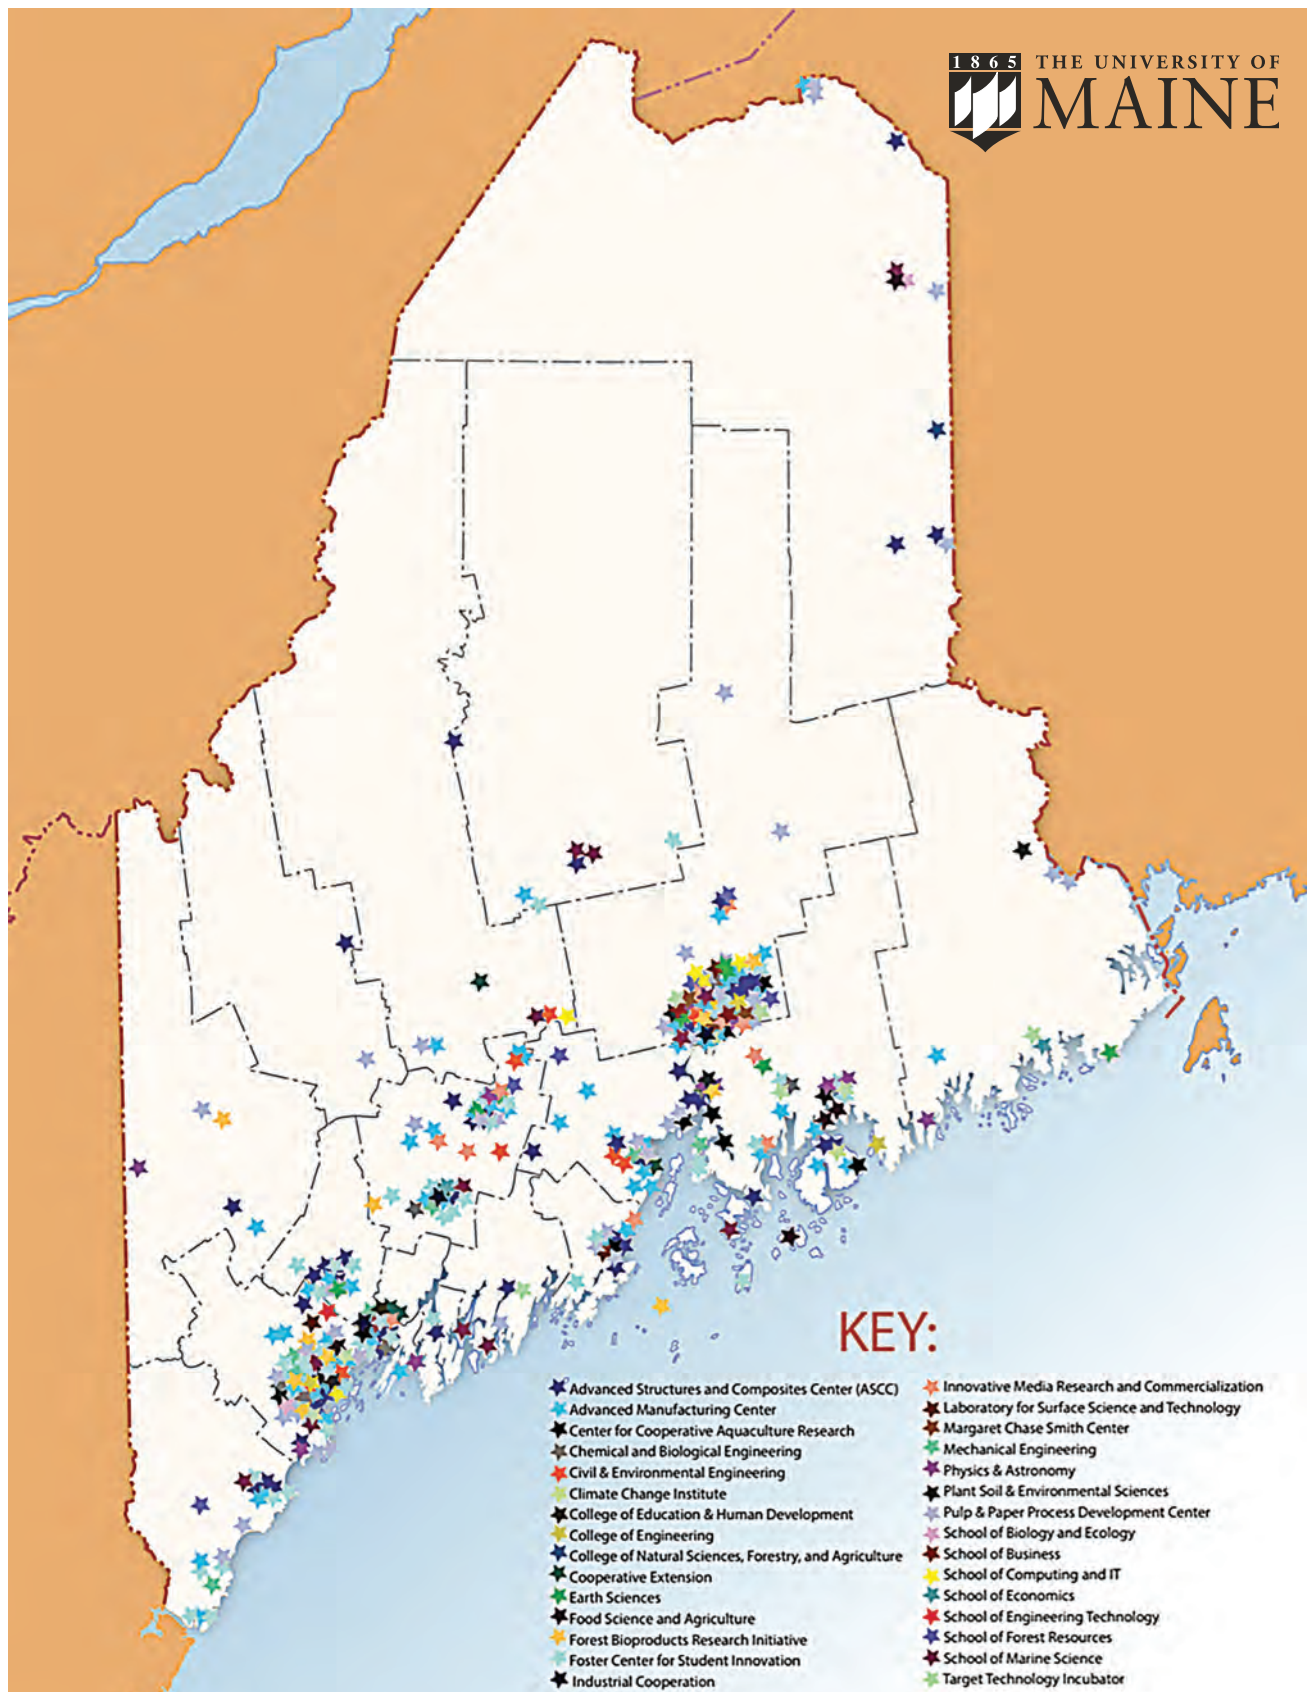 1865
THE UNIVERSITY OF
MAINE
KEY:
Advanced Structures and Composites Center (ASCC)
Advanced Manufacturing Center
Center for Cooperative Aquaculture Research
Chemical and Biological Engineering
Civil & Environmental Engineering
Climate Change Institute
College of Education & Human Development
College of Engineering
College of Natural Sciences, Forestry, and Agriculture
Cooperative Extension
Earth Sciences
Food Science and Agriculture
Forest Bioproducts Research Initiative
Foster Center for Student Innovation
Industrial Cooperation
Innovative Media Research and Commercialization
Laboratory for Surface Science and Technology
Margaret Chase Smith Center
Mechanical Engineering
Physics & Astronomy
Plant Soil & Environmental Sciences
Pulp & Paper Process Development Center
School of Biology and Ecology
School of Business
School of Computing and IT
School of Economics
School of Engineering Technology
School of Forest Resources
School of Marine Science
Target Technology Incubator